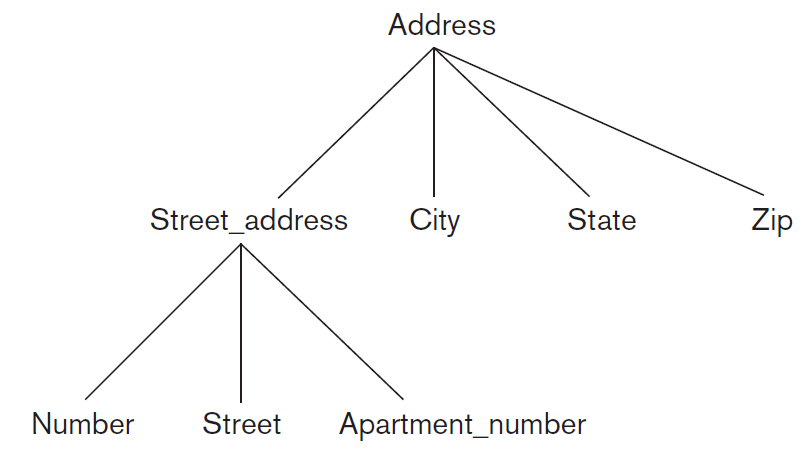 Address
Street_address City State Zip
Number Street Apartment_number